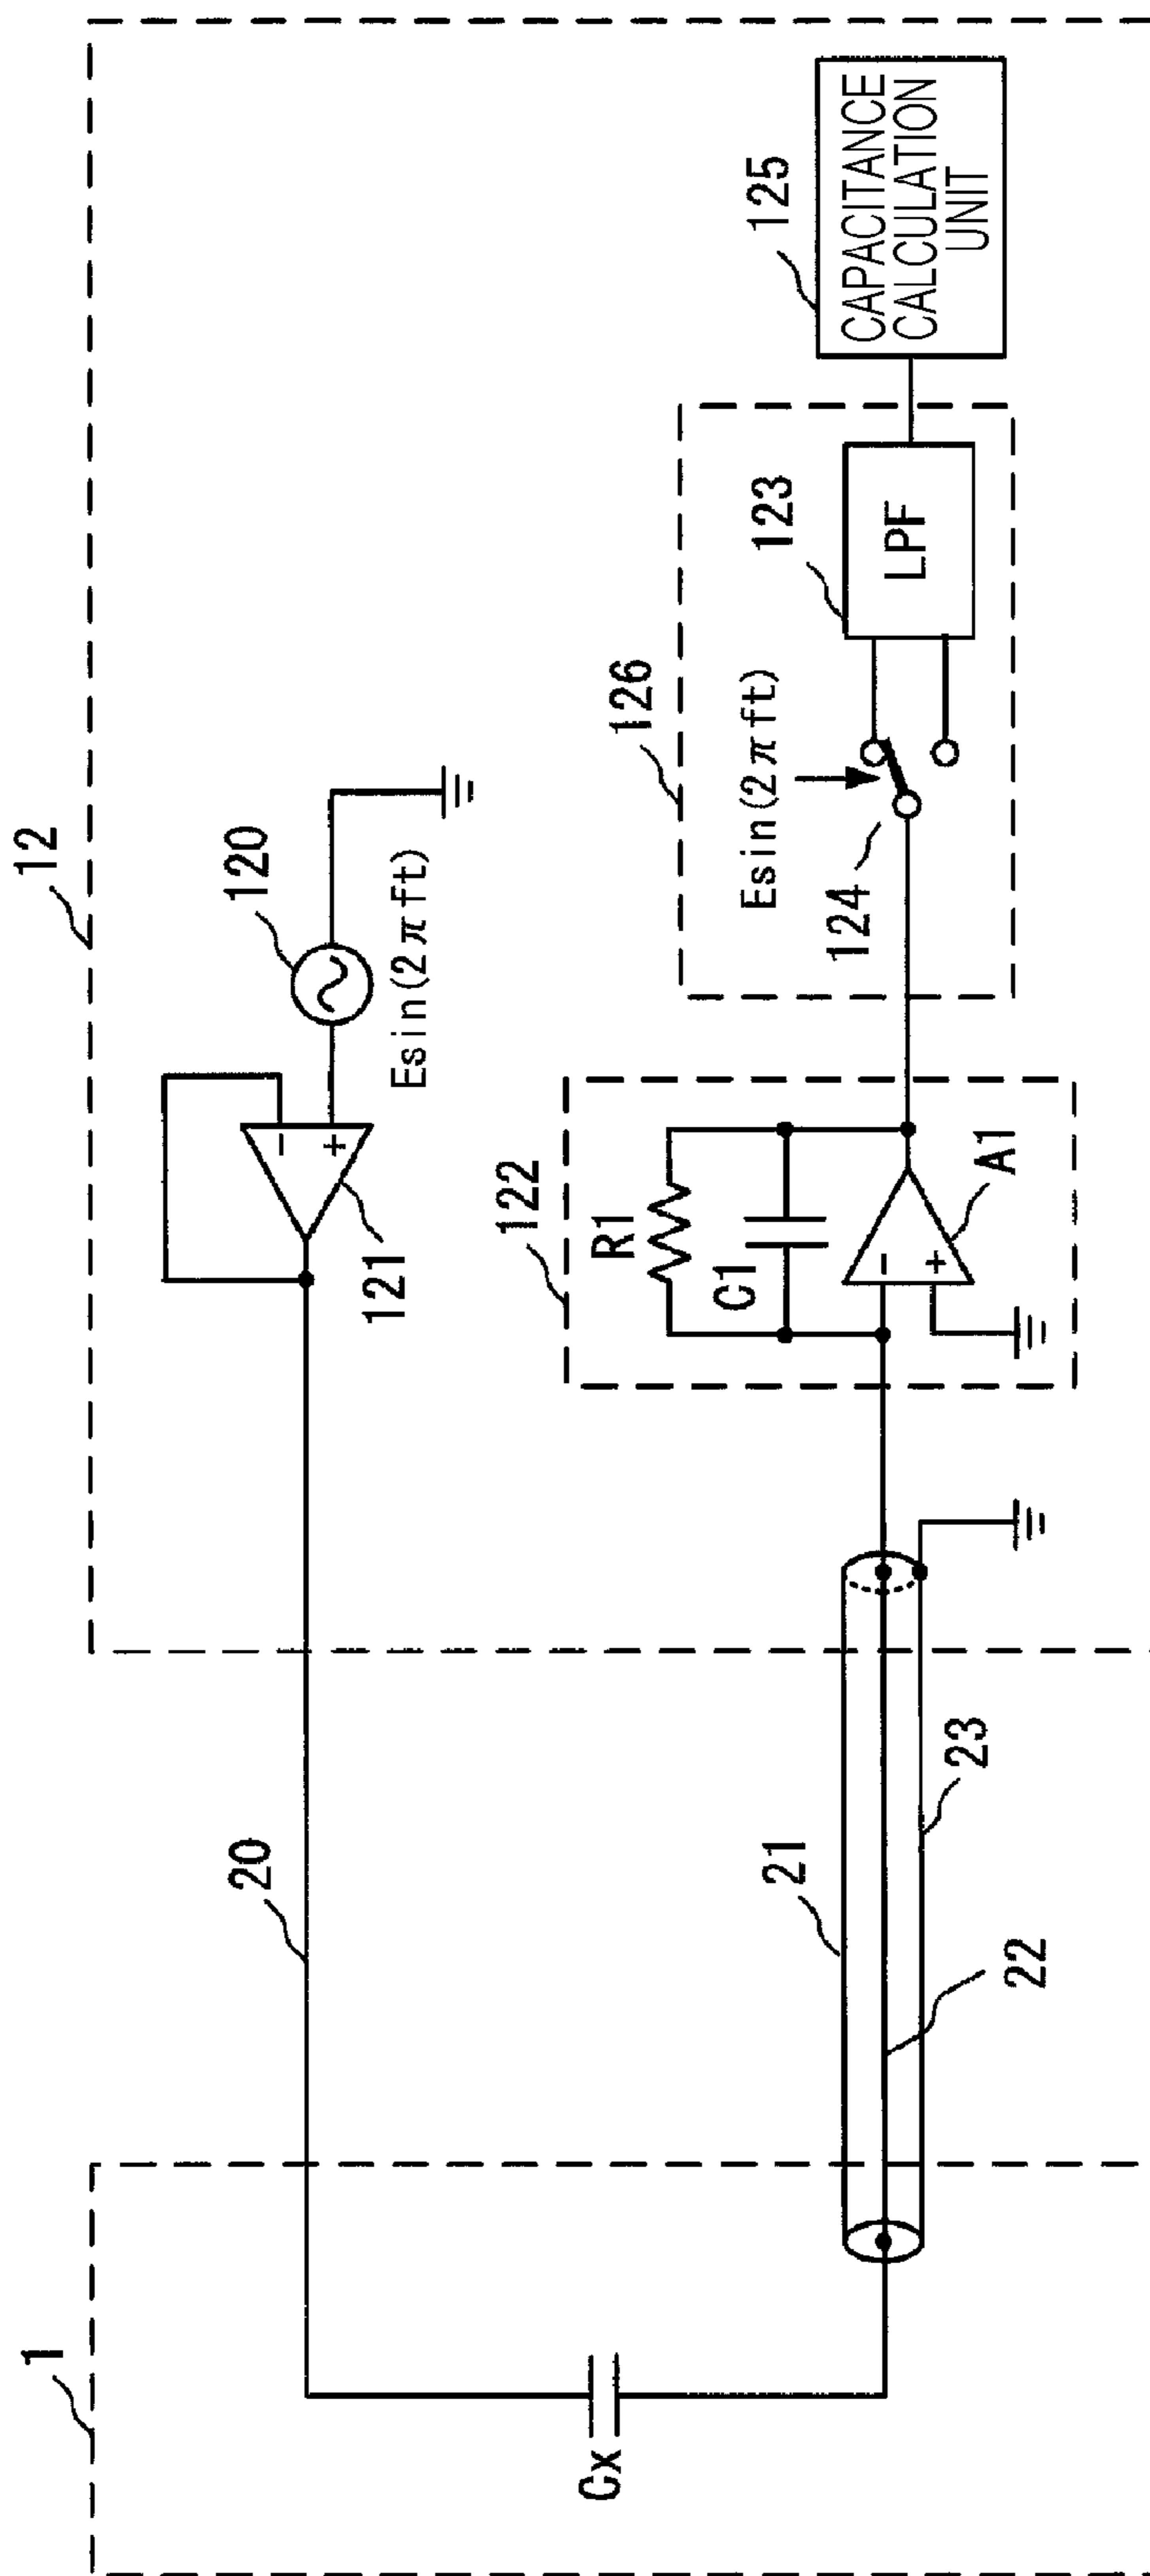 12
120
Esin(2πft)
121
20
1
Cx
122
R1
C1
A1
126
Esin(2πft)
124
123
LPF
125
CAPACITANCE
CALCULATION
UNIT
21
22
23
-
+
-
+